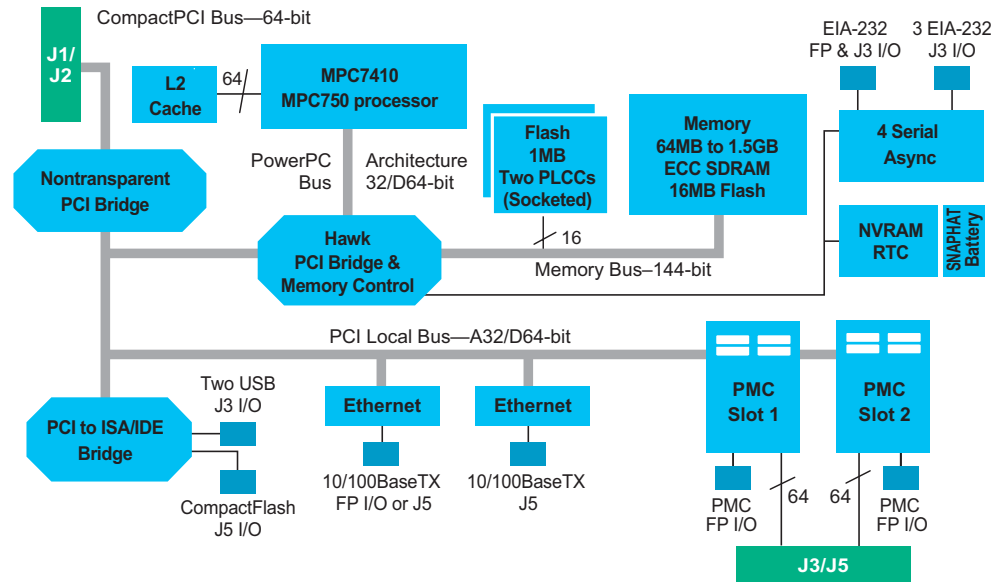 CompactPCI Bus—64-bit
J1/
J2
L2
Cache
64
MPC7410
MPC750 processor
PowerPC
Bus
Architecture
32/D64-bit
Flash
1MB
Two PLCCs
(Socketed)
16
Memory
64MB to 1.5GB
ECC SDRAM
16MB Flash
EIA-232
FP & J3 I/O
3 EIA-232
J3 I/O
4 Serial
Async
NVRAM
RTC
SNAPHAT
Battery
Nontransparent
PCI Bridge
Hawk
PCI Bridge &
Memory Control
Memory Bus–144-bit
PCI Local Bus—A32/D64-bit
PCI to ISA/IDE
Bridge
Two USB
J3 I/O
CompactFlash
J5 I/O
Ethernet
10/100BaseTX
FP I/O or J5
Ethernet
10/100BaseTX
J5
PMC
Slot 1
PMC
Slot 2
PMC
FP I/O
64
64
PMC
FP I/O
J3/J5